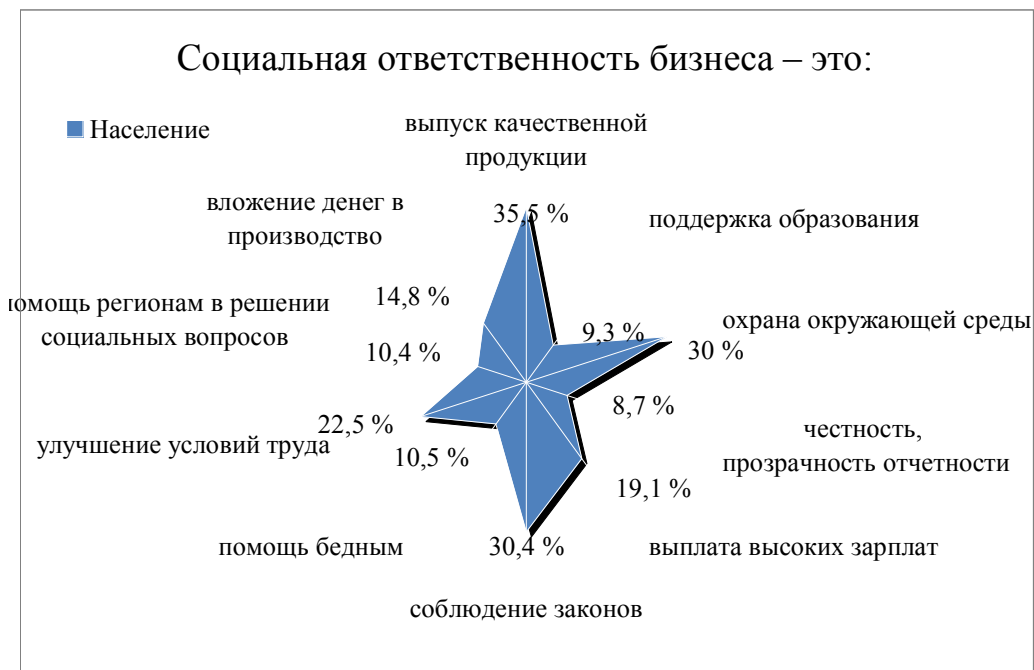 Социальная ответственность бизнеса – это:
Население
выпуск качественной
продукции
35,5 %
поддержка образования
9,3 %
охрана окружающей среды
30 %
честность,
прозрачность отчетности
8,7 %
выплата высоких зарплат
19,1 %
соблюдение законов
30,4 %
помощь бедным
10,5 %
улучшение условий труда
22,5 %
помощь регионам в решении
социальных вопросов
10,4 %
вложение денег в
производство
14,8 %